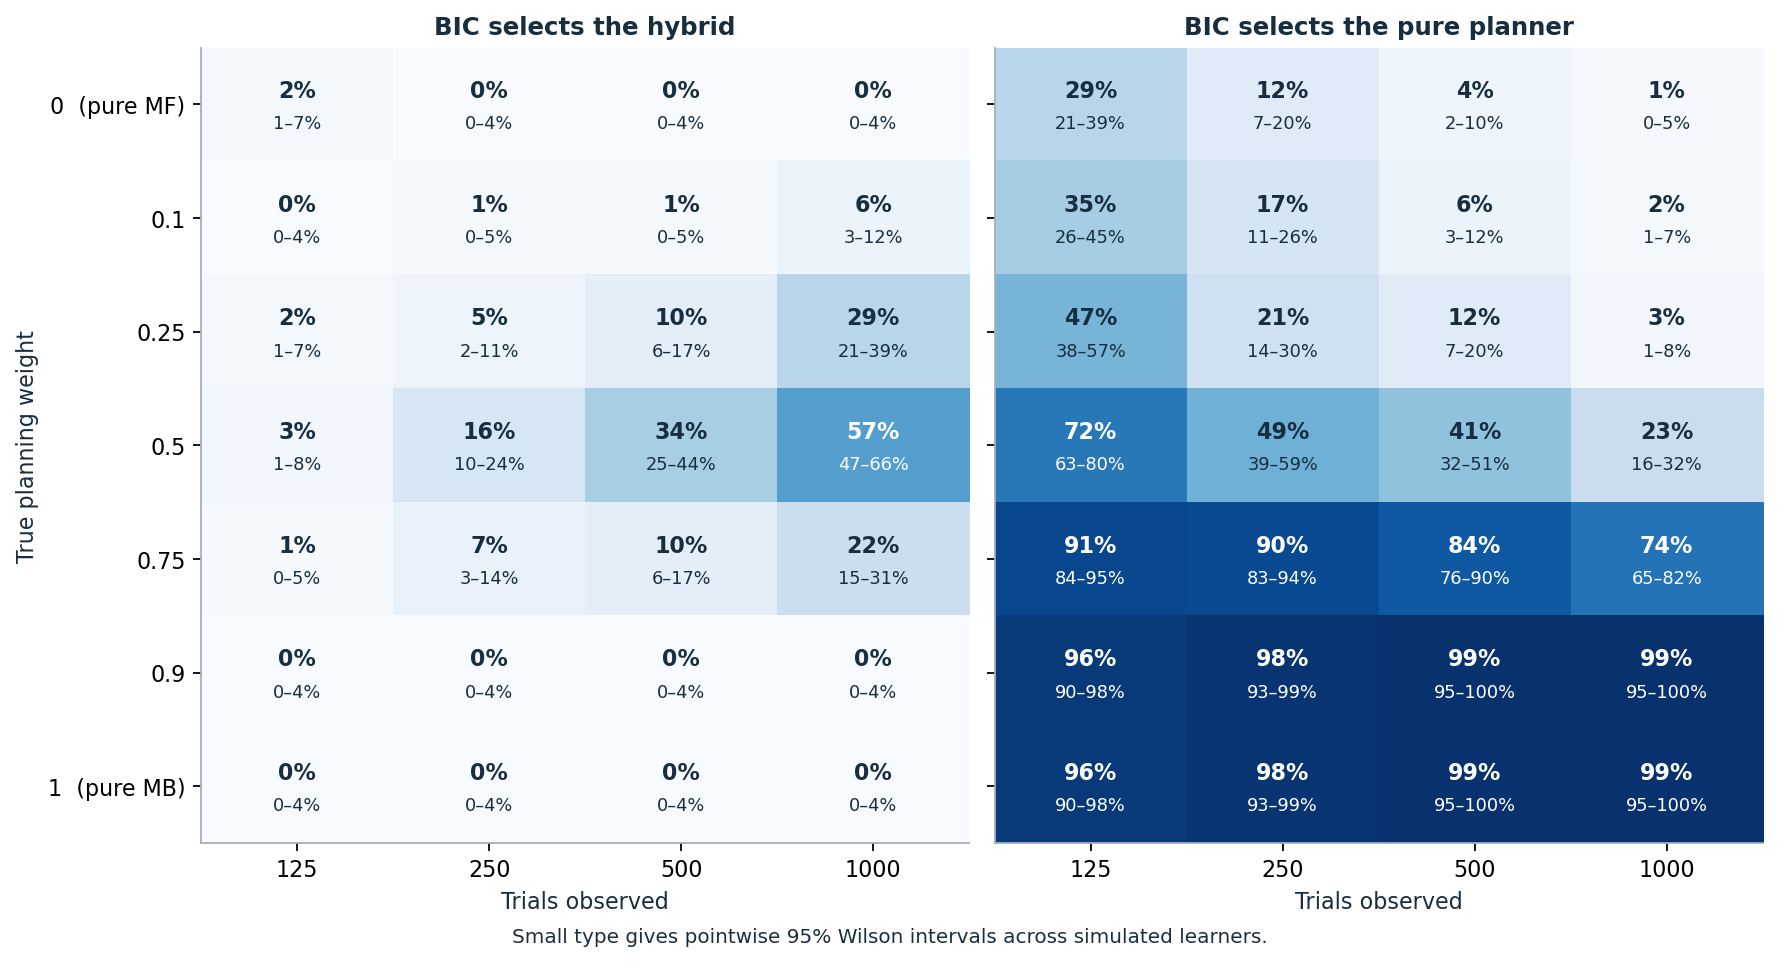 BIC selects the hybrid
BIC selects the pure planner
True planning weight
0 (pure MF)
2% 0% 0% 0% 29% 12% 4% 1%
1–7% 0–4% 0–4% 0–4% 21–39% 7–20% 2–10% 0–5%
0.1
0% 1% 1% 6% 35% 17% 6% 2%
0–4% 0–5% 0–5% 3–12% 26–45% 11–26% 3–12% 1–7%
0.25
2% 5% 10% 29% 47% 21% 12% 3%
1–7% 2–11% 6–17% 21–39% 38–57% 14–30% 7–20% 1–8%
0.5
3% 16% 34% 57% 72% 49% 41% 23%
1–8% 10–24% 25–44% 47–66% 63–80% 39–59% 32–51% 16–32%
0.75
1% 7% 10% 22% 91% 90% 84% 74%
0–5% 3–14% 6–17% 15–31% 84–95% 83–94% 76–90% 65–82%
0.9
0% 0% 0% 0% 96% 98% 99% 99%
0–4% 0–4% 0–4% 0–4% 90–98% 93–99% 95–100% 95–100%
1 (pure MB)
0% 0% 0% 0% 96% 98% 99% 99%
0–4% 0–4% 0–4% 0–4% 90–98% 93–99% 95–100% 95–100%
125 250 500 1000 125 250 500 1000
Trials observed
Trials observed
Small type gives pointwise 95% Wilson intervals across simulated learners.